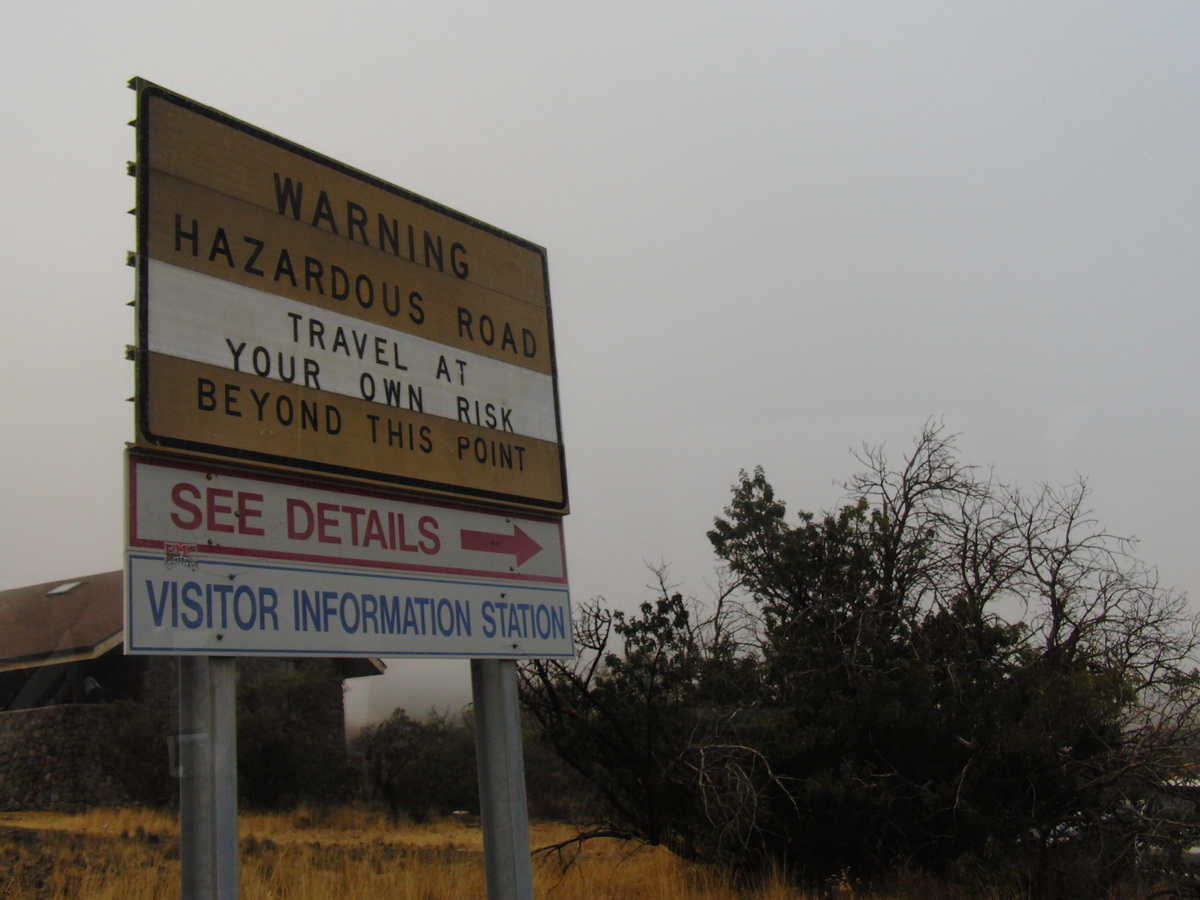 WARNING
HAZARDOUS ROAD
TRAVEL AT
YOUR OWN RISK
BEYOND THIS POINT
SEE DETAILS
VISITOR INFORMATION STATION